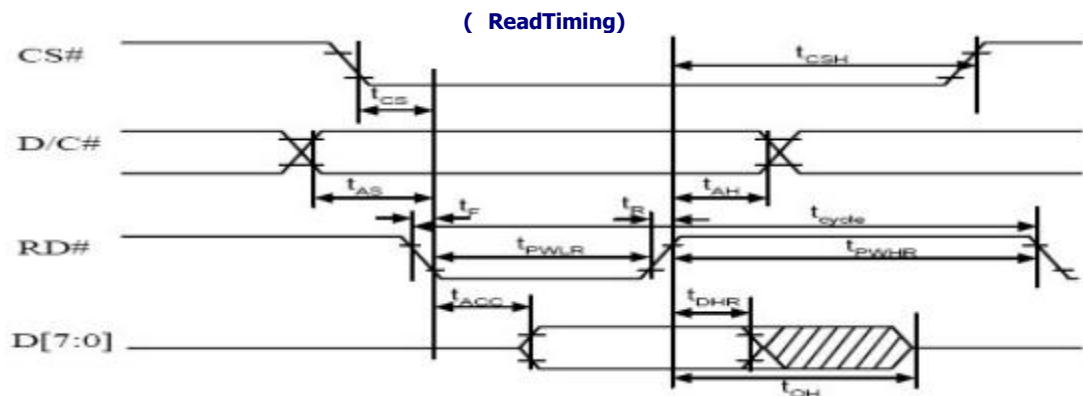 ( ReadTiming)
CS#
tCSH
tCS
D/C#
tAS
tAH
tF
tR
tcycle
RD#
tPWLR
tPWHR
tACC
tDHR
D[7:0]
tOH